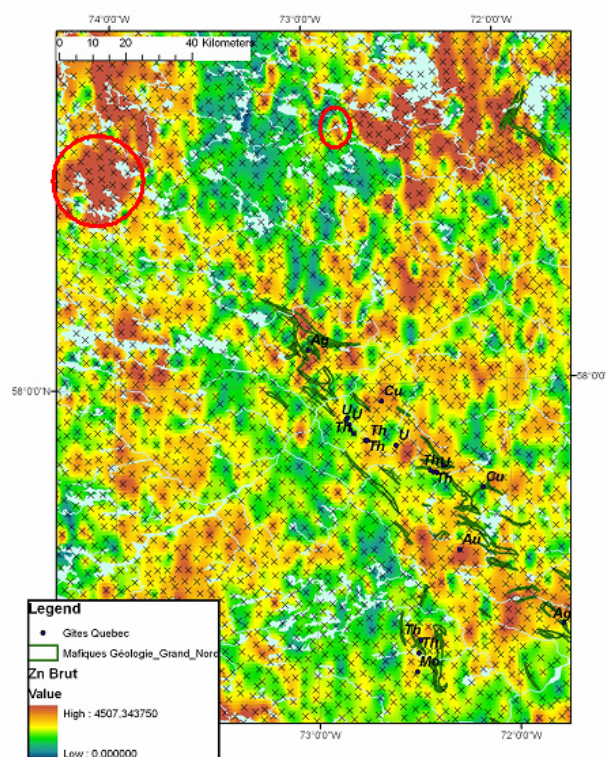 74°0'0"W 73°0'0"W 72°0'0"W
0 10 20 40 Kilometers
Ag
58°0'0"N
58°0'0"
Cu
U
U
Th
Th
Th
U
Th
U
Th
Cu
Au
Ag
Th
Th
Mo
Legend
Gites Quebec
Mafiques Géologie_Grand_Nord
Zn Brut
Value
High : 4507,343750
Low : 0,000000
73°0'0"W 72°0'0"W